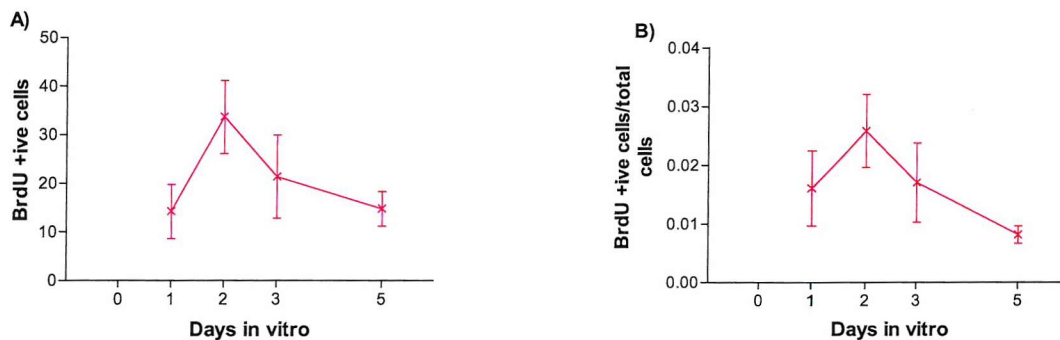 A)
50
40
30
20
10
0
BrdU +ive cells
0 1 2 3 5
Days in vitro
B)
0.04
0.03
0.02
0.01
0.00
BrdU +ive cells/total
cells
0 1 2 3 5
Days in vitro